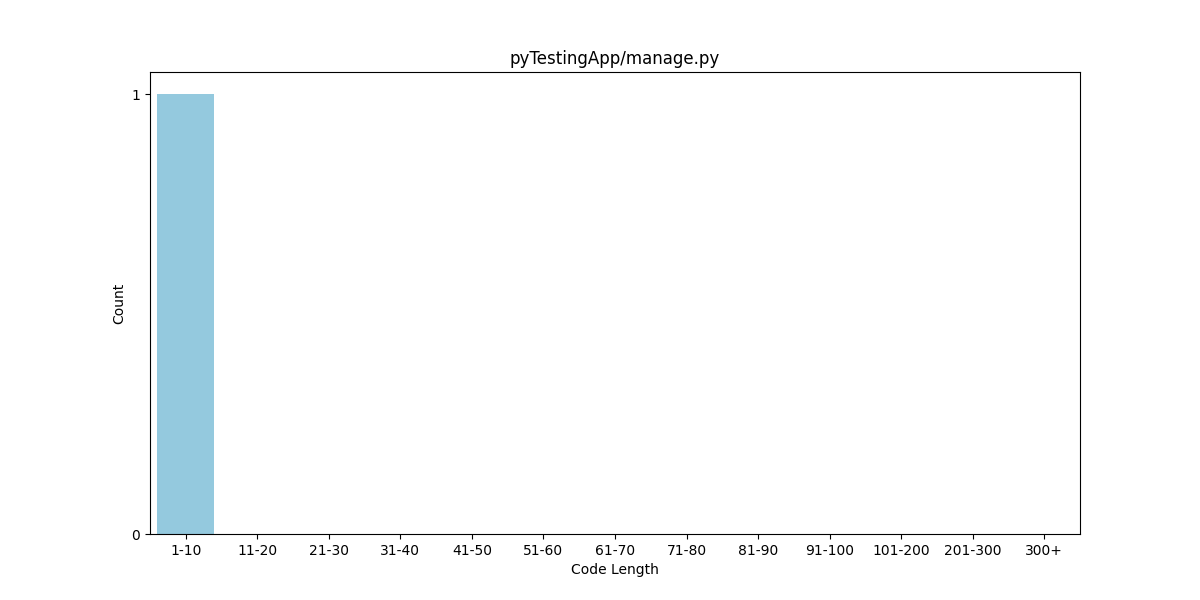 pyTestingApp/manage.py
1
Count
0
1-10 11-20 21-30 31-40 41-50 51-60 61-70 71-80 81-90 91-100 101-200 201-300 300+
Code Length